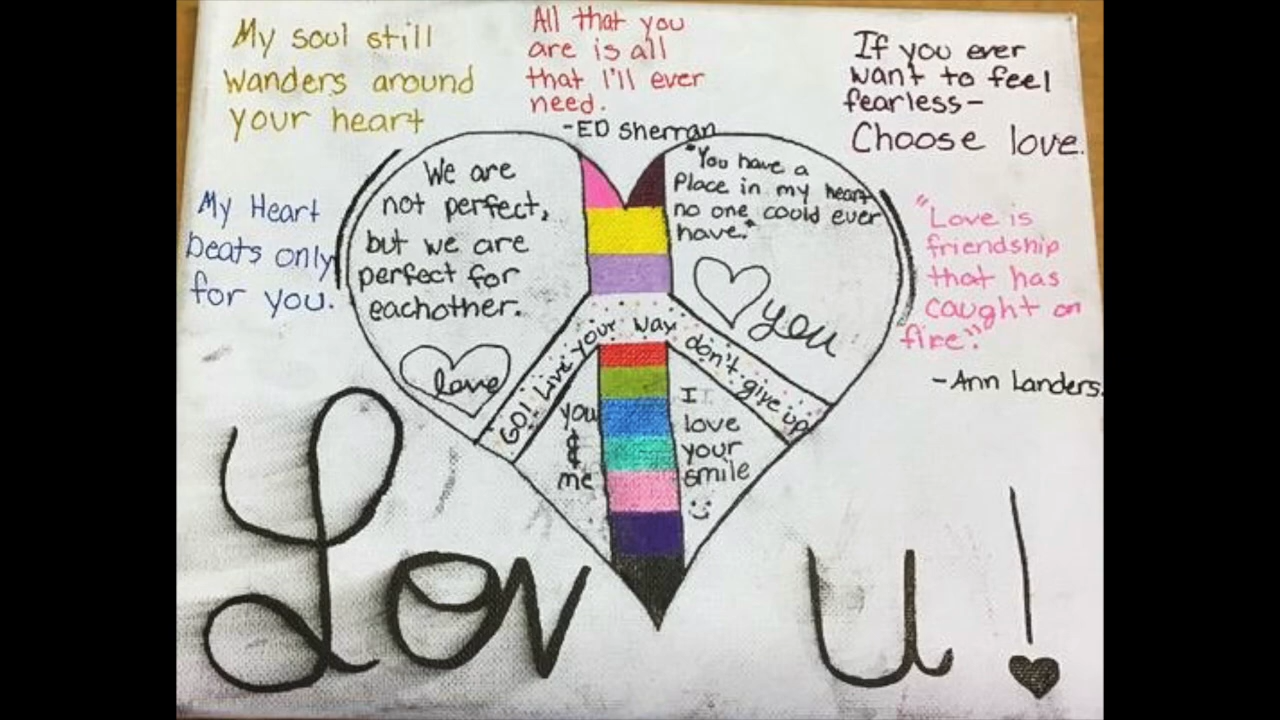 My soul still
wanders around
your heart
All that you
are is all
that I'll ever
need.
-ED Sherran
If you ever
want to feel
fearless-
Choose love.
My Heart
beats only
for you.
We are
not perfect,
but we are
perfect for
eachother.
love
"You have a
Place in my heart
no one could ever
have."
♡ you
"Love is
friendship
that has
caught on
fire."
-Ann Landers.
GO! Live your way don't give up
you
&
me
I
love
your
smile
Lov u!